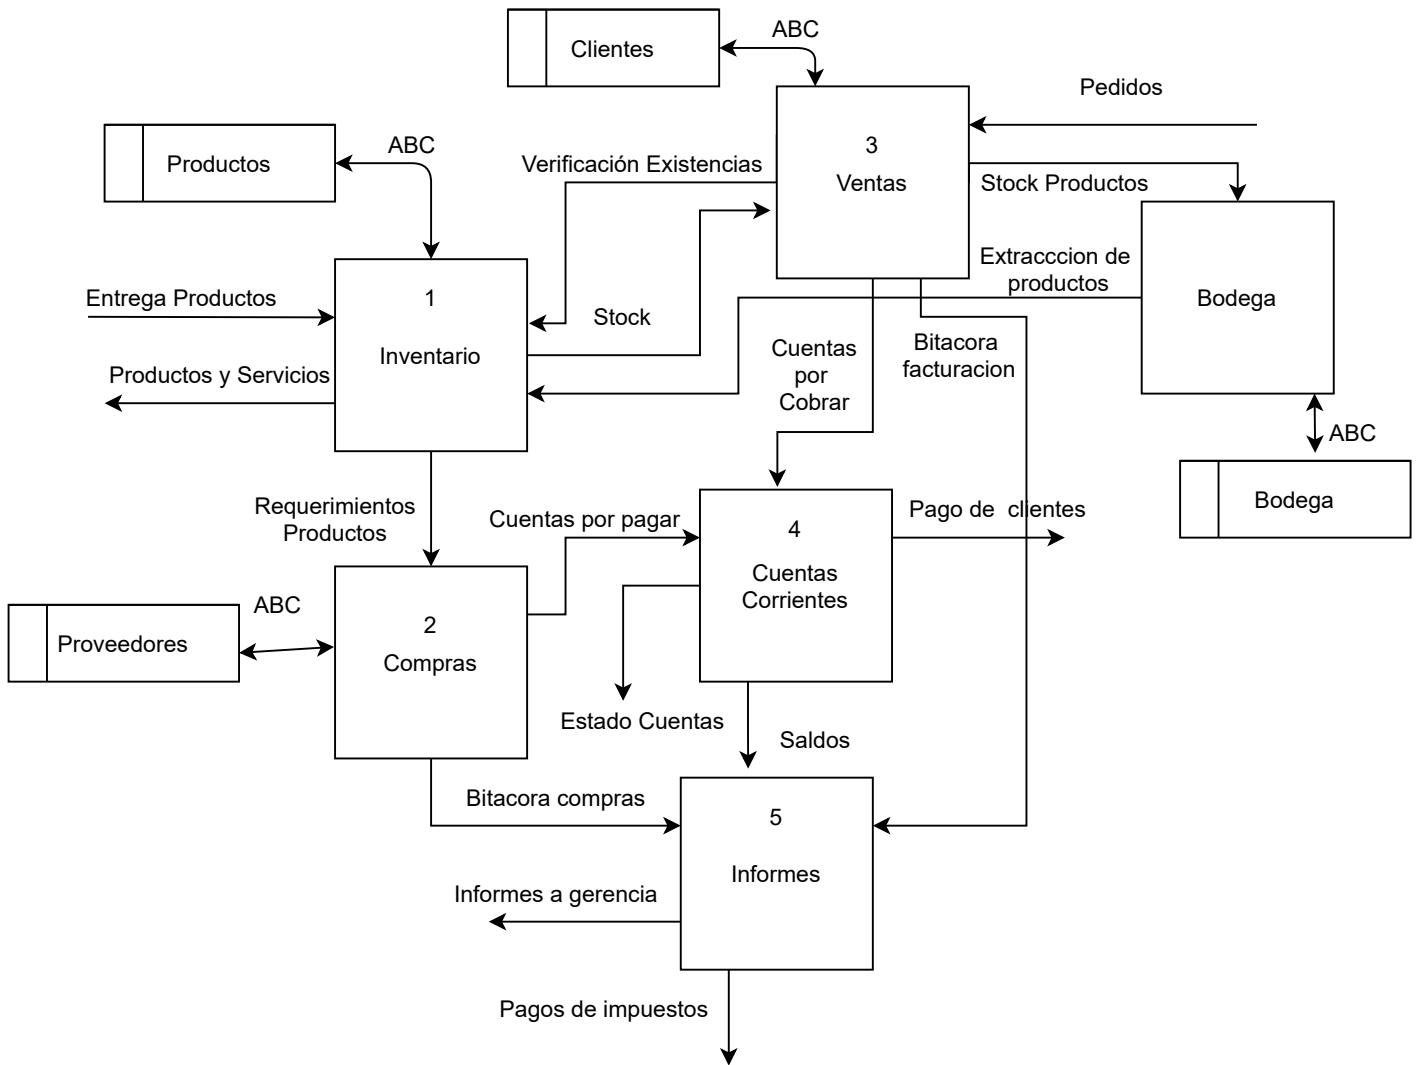 ABC
Clientes
Pedidos
Productos
ABC
Verificación Existencias
3
Ventas
Stock Productos
Entrega Productos
1
Inventario
Stock
Extracccion de
productos
Bodega
Productos y Servicios
Cuentas
por
Cobrar
Bitacora
facturacion
ABC
Bodega
Requerimientos
Productos
Cuentas por pagar
4
Cuentas
Corrientes
Pago de  clientes
ABC
Proveedores
2
Compras
Estado Cuentas
Saldos
Bitacora compras
5
Informes
Informes a gerencia
Pagos de impuestos